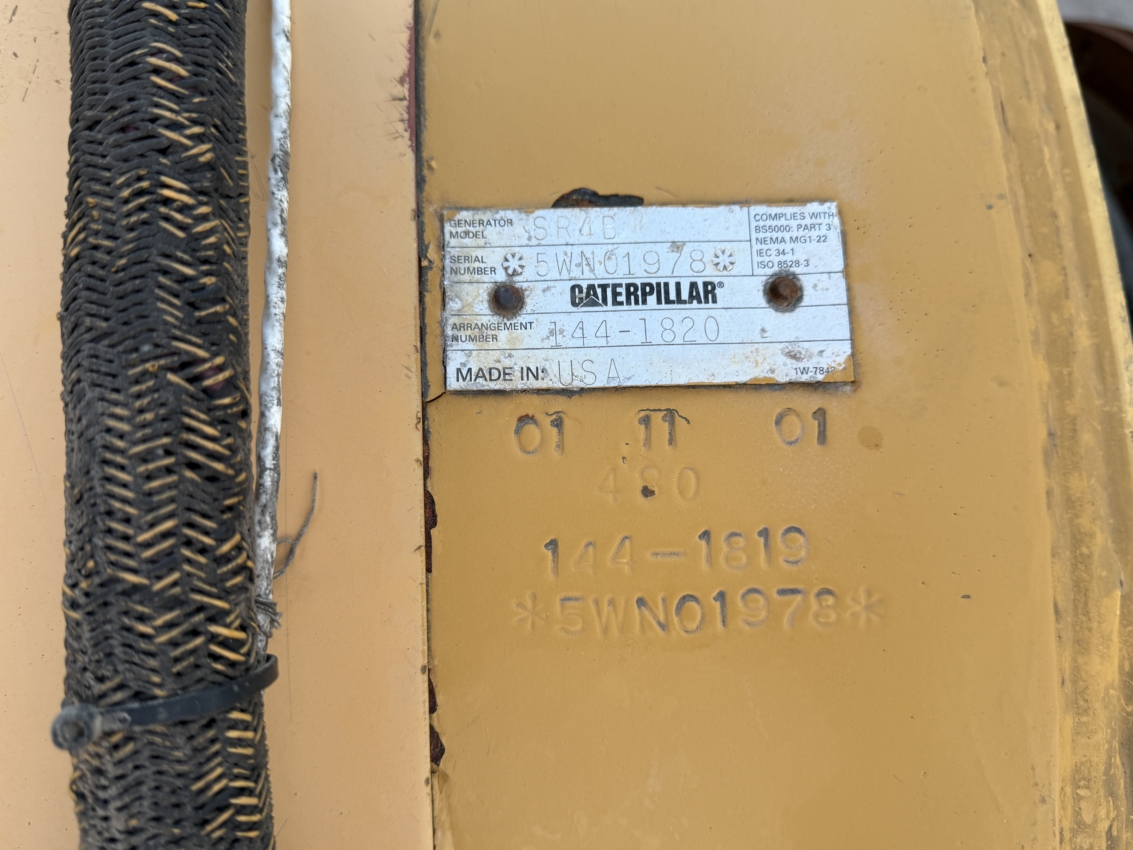 GENERATOR MODEL SR4B
SERIAL NUMBER *5WN01978*
COMPLIES WITH
BS5000: PART 3
NEMA MG1-22
IEC 34-1
ISO 8528-3
CATERPILLAR®
ARRANGEMENT NUMBER 144-1820
MADE IN: USA
01 11 01
144-1819
*5WN01978*